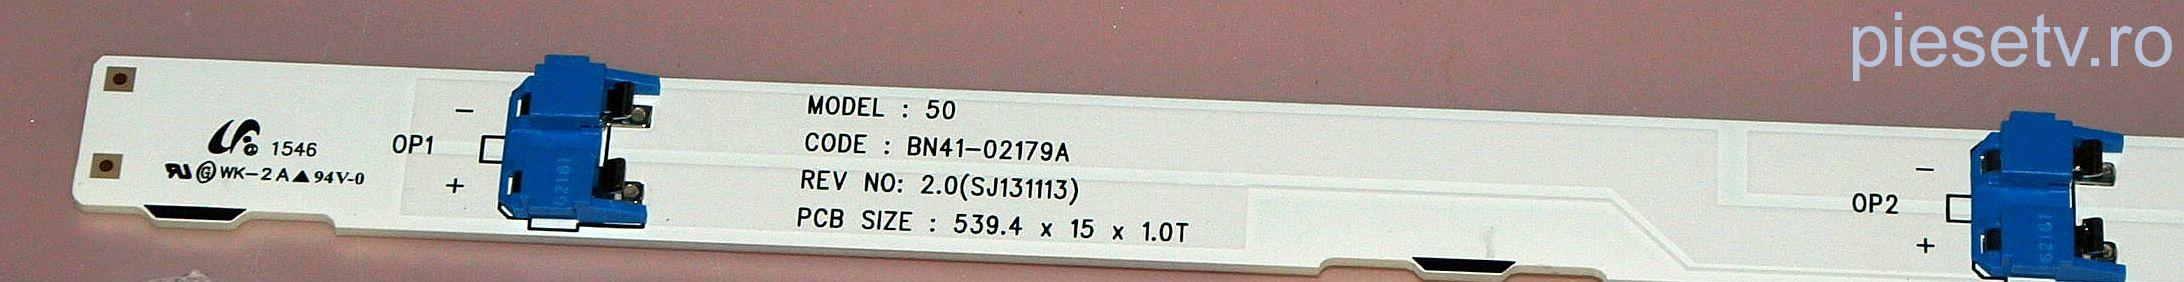 piesetv.ro
1546
WK-2 A▲94V-0
OP1
-
+
62161
MODEL : 50
CODE : BN41-02179A
REV NO: 2.0(SJ131113)
PCB SIZE : 539.4 x 15 x 1.0T
OP2
-
+
62161